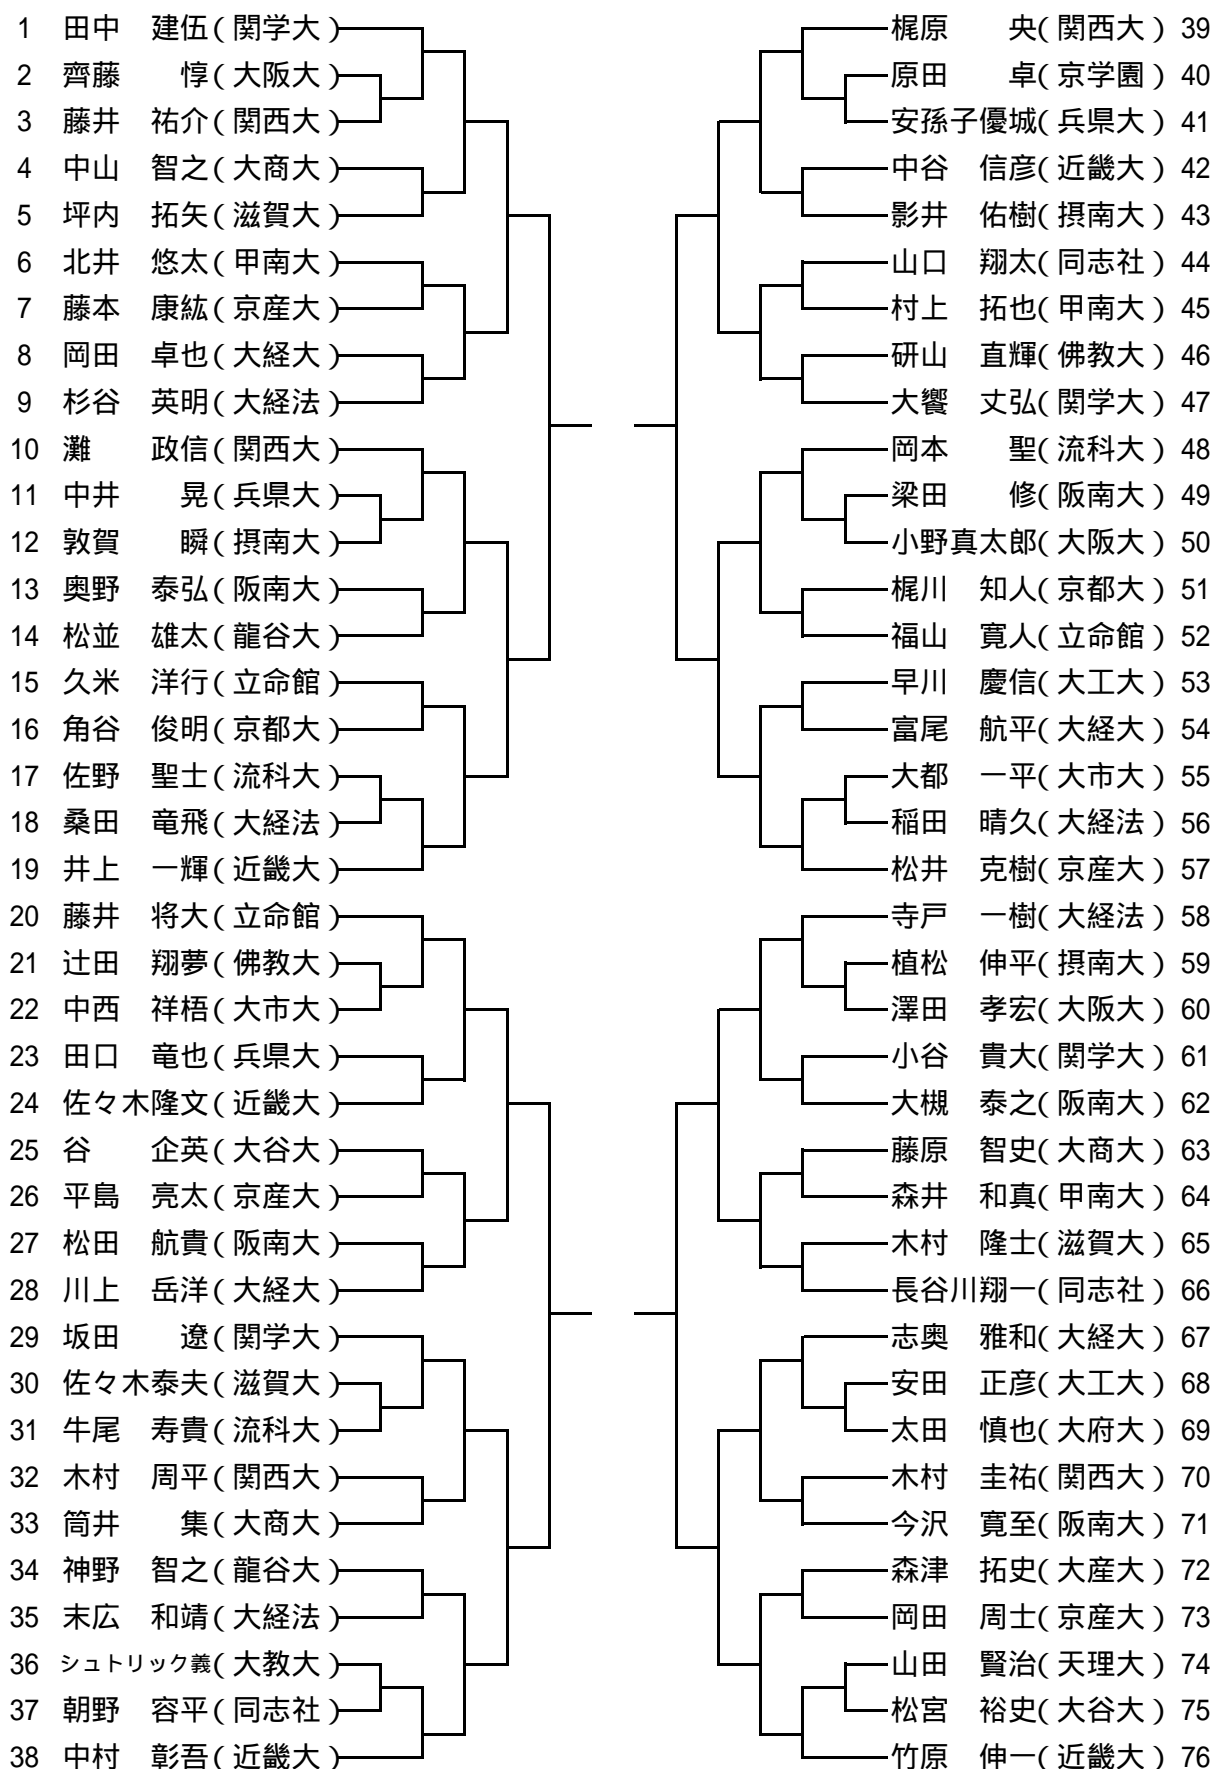 1 田中 建伍(関学大)
2 齊藤 惇(大阪大)
3 藤井 祐介(関西大)
4 中山 智之(大商大)
5 坪内 拓矢(滋賀大)
6 北井 悠太(甲南大)
7 藤本 康紘(京産大)
8 岡田 卓也(大経大)
9 杉谷 英明(大経法)
10 灘 政信(関西大)
11 中井 晃(兵県大)
12 敦賀 瞬(摂南大)
13 奥野 泰弘(阪南大)
14 松並 雄太(龍谷大)
15 久米 洋行(立命館)
16 角谷 俊明(京都大)
17 佐野 聖士(流科大)
18 桑田 竜飛(大経法)
19 井上 一輝(近畿大)
20 藤井 将大(立命館)
21 辻田 翔夢(佛教大)
22 中西 祥梧(大市大)
23 田口 竜也(兵県大)
24 佐々木隆文(近畿大)
25 谷 企英(大谷大)
26 平島 亮太(京産大)
27 松田 航貴(阪南大)
28 川上 岳洋(大経大)
29 坂田 遼(関学大)
30 佐々木泰夫(滋賀大)
31 牛尾 寿貴(流科大)
32 木村 周平(関西大)
33 筒井 集(大商大)
34 神野 智之(龍谷大)
35 末広 和靖(大経法)
36 シュトリック義(大教大)
37 朝野 容平(同志社)
38 中村 彰吾(近畿大)
梶原 央(関西大) 39
原田 卓(京学園) 40
安孫子優城(兵県大) 41
中谷 信彦(近畿大) 42
影井 佑樹(摂南大) 43
山口 翔太(同志社) 44
村上 拓也(甲南大) 45
研山 直輝(佛教大) 46
大饗 丈弘(関学大) 47
岡本 聖(流科大) 48
梁田 修(阪南大) 49
小野真太郎(大阪大) 50
梶川 知人(京都大) 51
福山 寛人(立命館) 52
早川 慶信(大工大) 53
富尾 航平(大経大) 54
大都 一平(大市大) 55
稲田 晴久(大経法) 56
松井 克樹(京産大) 57
寺戸 一樹(大経法) 58
植松 伸平(摂南大) 59
澤田 孝宏(大阪大) 60
小谷 貴大(関学大) 61
大槻 泰之(阪南大) 62
藤原 智史(大商大) 63
森井 和真(甲南大) 64
木村 隆士(滋賀大) 65
長谷川翔一(同志社) 66
志奥 雅和(大経大) 67
安田 正彦(大工大) 68
太田 慎也(大府大) 69
木村 圭祐(関西大) 70
今沢 寛至(阪南大) 71
森津 拓史(大産大) 72
岡田 周士(京産大) 73
山田 賢治(天理大) 74
松宮 裕史(大谷大) 75
竹原 伸一(近畿大) 76